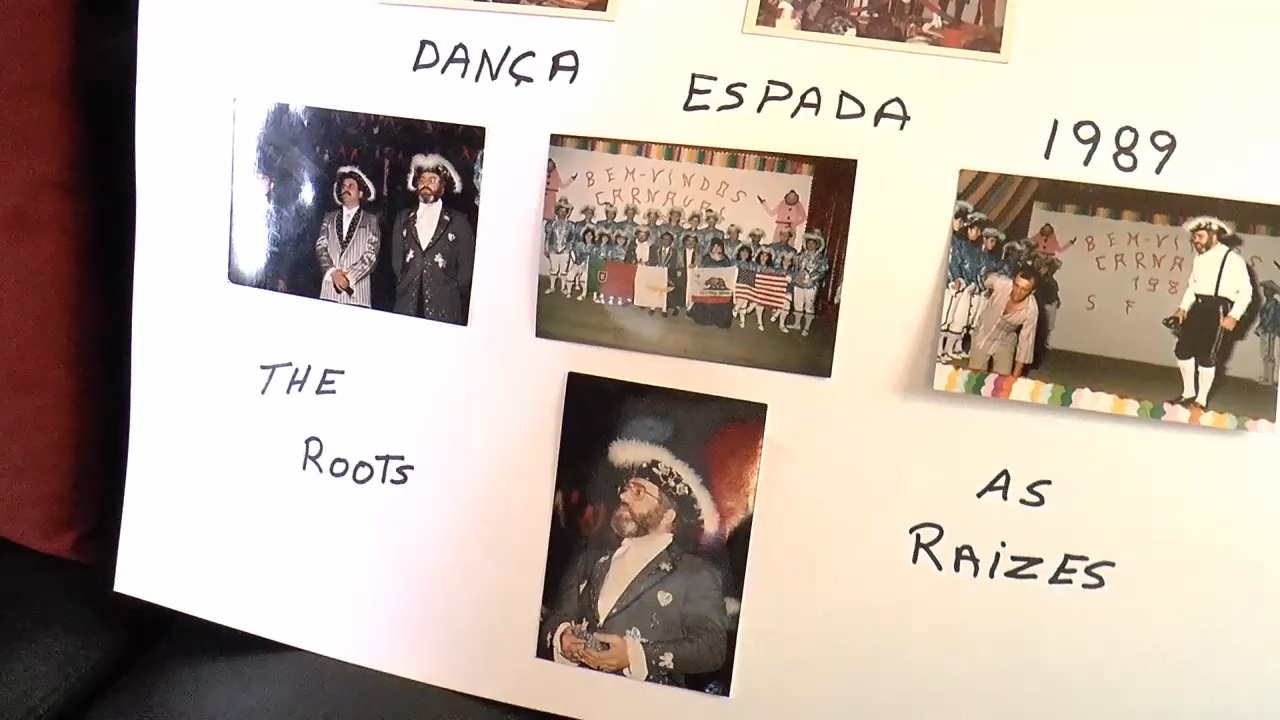 DANÇA ESPADA 1989
BEM-VINDOS
CARNAVAL
BEM-VI
CARNA
198
S F
THE
ROOTS
AS
RAiZES